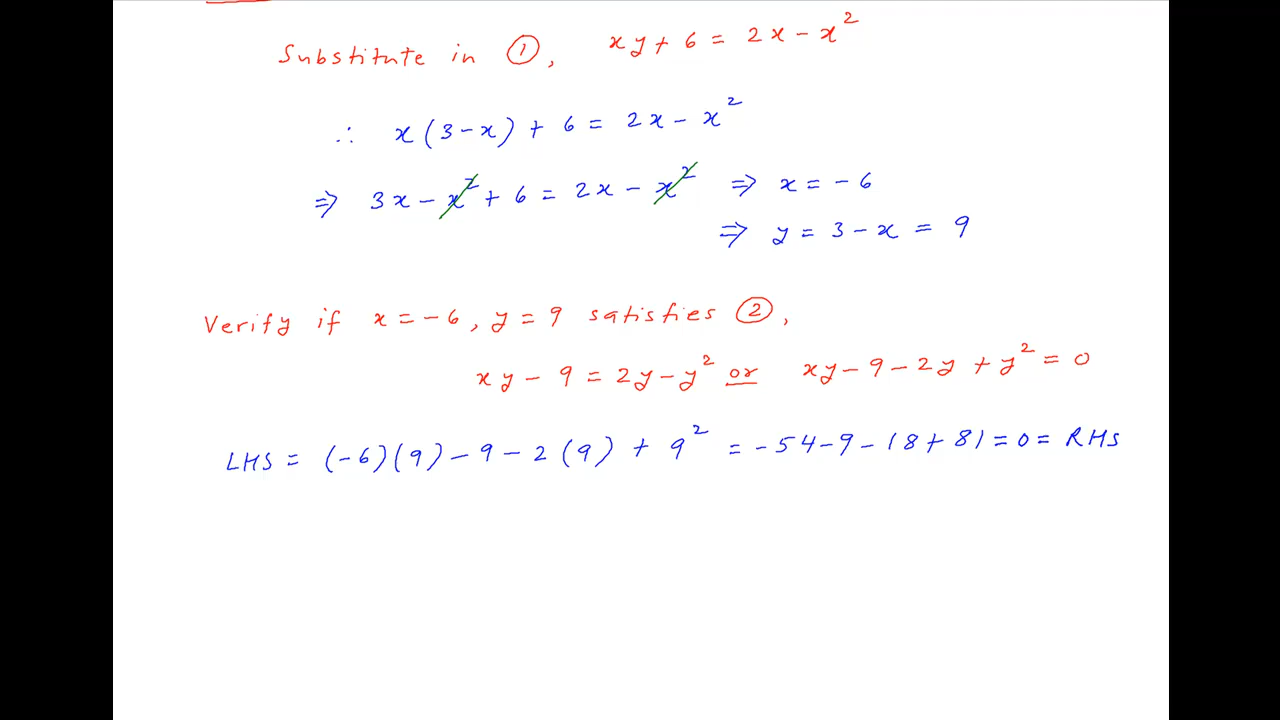 Substitute in ①, xy + 6 = 2x − x²
∴ x(3−x) + 6 = 2x − x²
⇒ 3x − x² + 6 = 2x − x² ⇒ x = −6
⇒ y = 3 − x = 9
Verify if x = −6, y = 9 satisfies ②,
xy − 9 = 2y − y² or xy − 9 − 2y + y² = 0
LHS = (−6)(9) − 9 − 2(9) + 9² = −54 − 9 − 18 + 81 = 0 = RHS